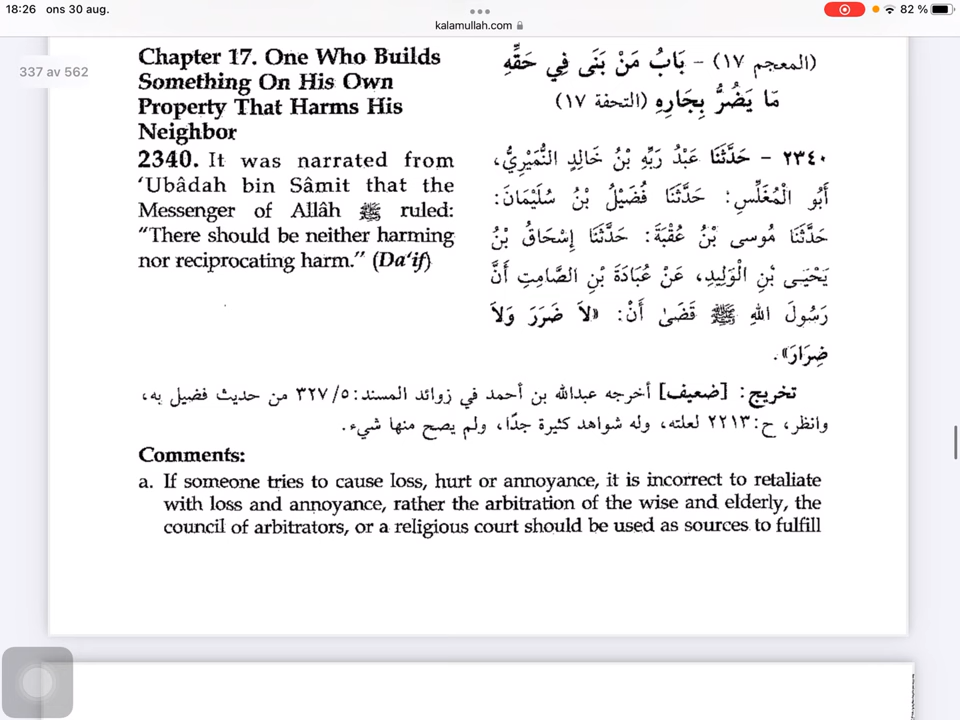 18:26 ons 30 aug.
82 %
kalamullah.com
337 av 562
Chapter 17. One Who Builds
Something On His Own
Property That Harms His
Neighbor
2340. It was narrated from
‘Ubâdah bin Sâmit that the
Messenger of Allâh ﷺ ruled:
“There should be neither harming
nor reciprocating harm.” (Da‘if)
(المعجم ١٧) - بَابُ مَنْ بَنَى فِي حَقِّهِ
مَا يَضُرُّ بِجَارِهِ (التحفة ١٧)
٢٣٤٠ - حَدَّثَنَا عَبْدُ رَبِّهِ بْنُ خَالِدٍ النُّمَيْرِيُّ،
أَبُو الْمُغَلِّسِ: حَدَّثَنَا فُضَيْلُ بْنُ سُلَيْمَانَ:
حَدَّثَنَا مُوسى بْنُ عُقْبَةَ: حَدَّثَنَا إِسْحَاقُ بْنُ
يَحْيَـى بْنِ الْوَلِيدِ، عَنْ عُبَادَةَ بْنِ الصَّامِتِ أَنَّ
رَسُولَ اللهِ ﷺ قَضَىٰ أَنْ: «لاَ ضَرَرَ وَلاَ
ضِرَارَ».
تخريج: [ضعيف] أخرجه عبدالله بن أحمد في زوائد المسند: ٥/ ٣٢٧ من حديث فضيل به،
وانظر، ح: ٢٢١٣ لعلته، وله شواهد كثيرة جدًا، ولم يصح منها شيء.
Comments:
a. If someone tries to cause loss, hurt or annoyance, it is incorrect to retaliate
with loss and annoyance, rather the arbitration of the wise and elderly, the
council of arbitrators, or a religious court should be used as sources to fulfill